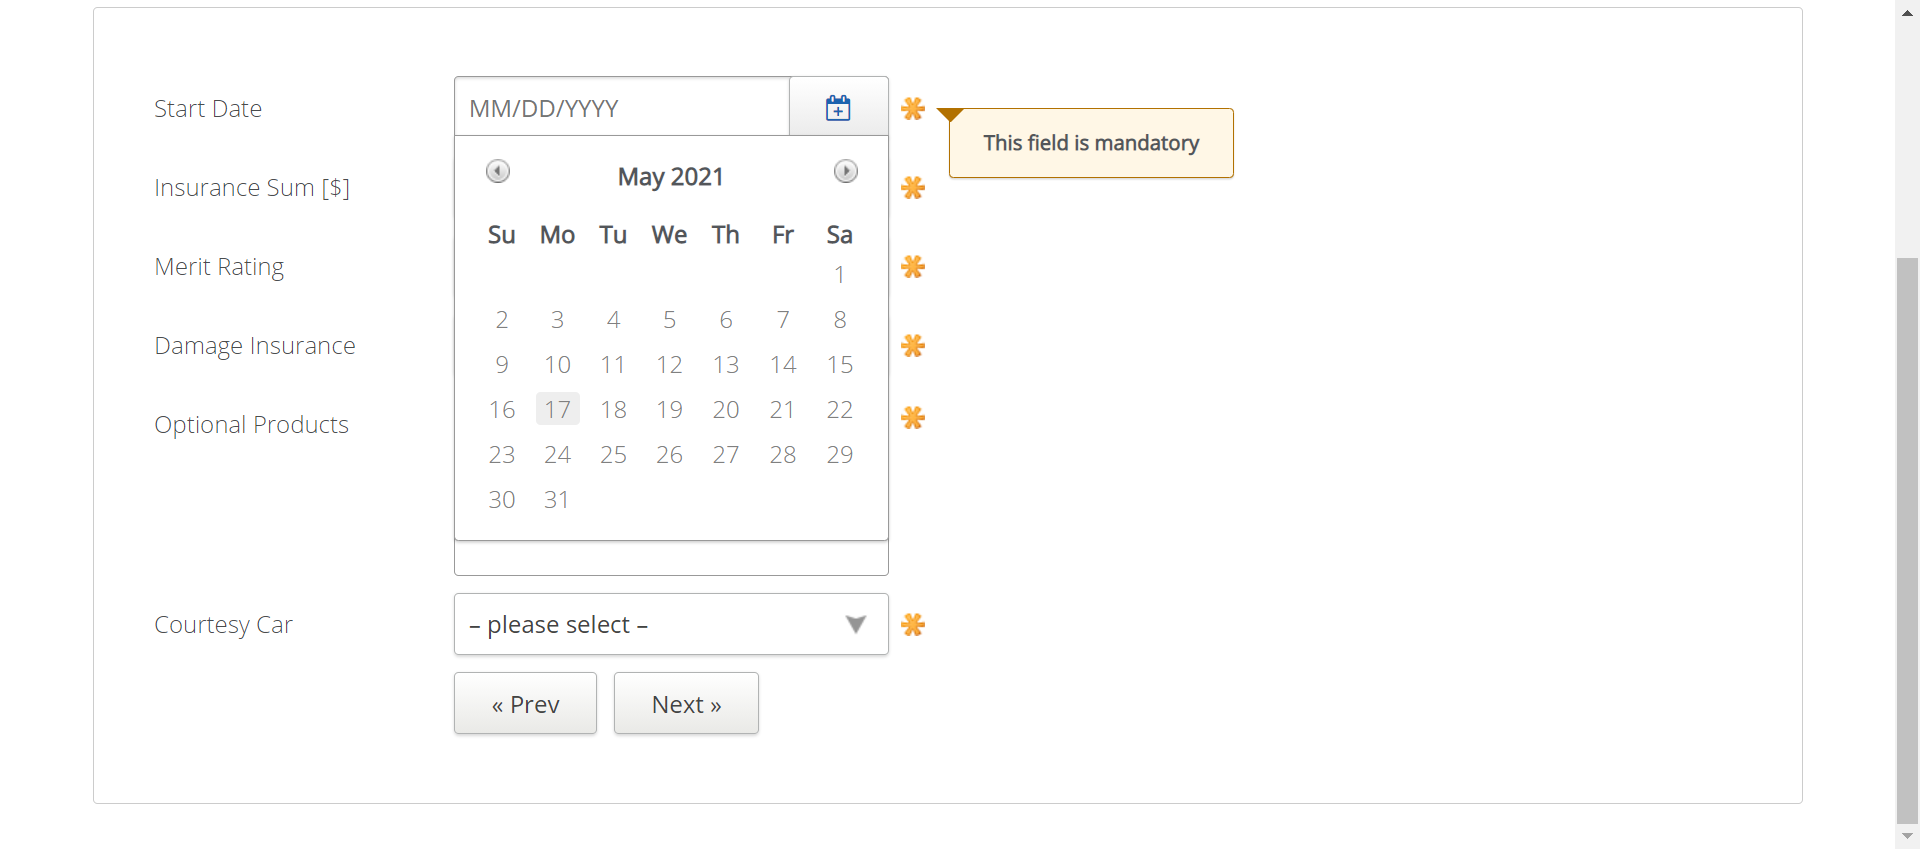 Start Date
MM/DD/YYYY
This field is mandatory
May 2021
Su Mo Tu We Th Fr Sa
1
2 3 4 5 6 7 8
9 10 11 12 13 14 15
16 17 18 19 20 21 22
23 24 25 26 27 28 29
30 31
Insurance Sum [$]
Merit Rating
Damage Insurance
Optional Products
Courtesy Car
– please select –
« Prev
Next »